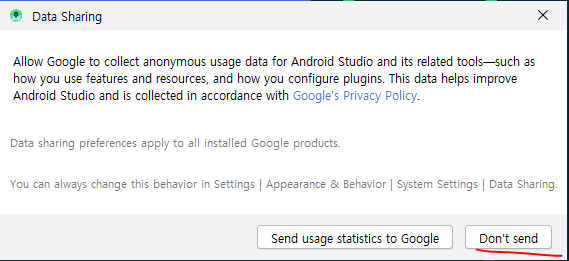 Data Sharing
Allow Google to collect anonymous usage data for Android Studio and its related tools—such as
how you use features and resources, and how you configure plugins. This data helps improve
Android Studio and is collected in accordance with Google's Privacy Policy.
Data sharing preferences apply to all installed Google products.
You can always change this behavior in Settings | Appearance & Behavior | System Settings | Data Sharing.
Send usage statistics to Google
Don't send